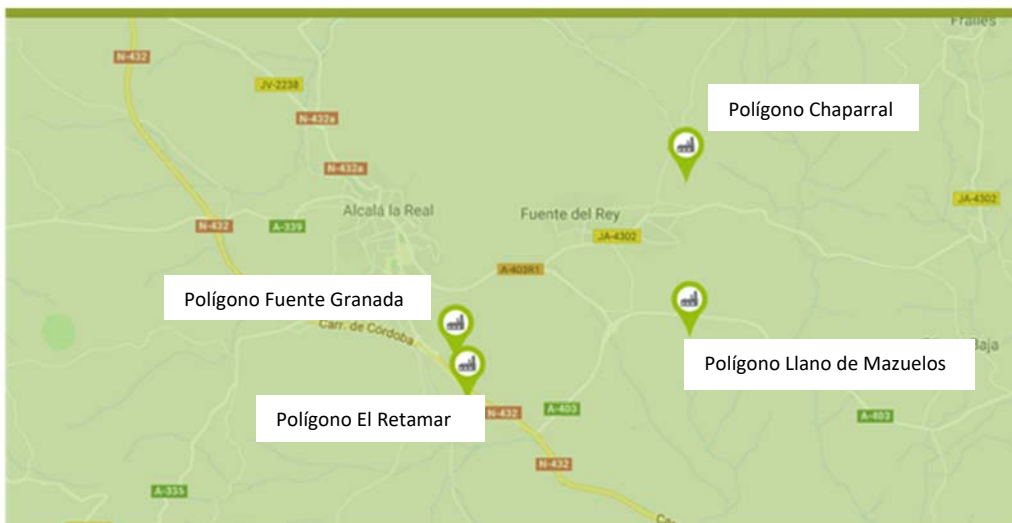 Frailes
N-432
JV-2238
Polígono Chaparral
N-432a
N-432a
JA-4302
Alcalá la Real
Fuente del Rey
N-432
A-339
JA-4302
A-403R1
Polígono Fuente Granada
Carr. de Córdoba
Baja
Polígono Llano de Mazuelos
Polígono El Retamar
N-432
A-403
A-403
N-432
A-335